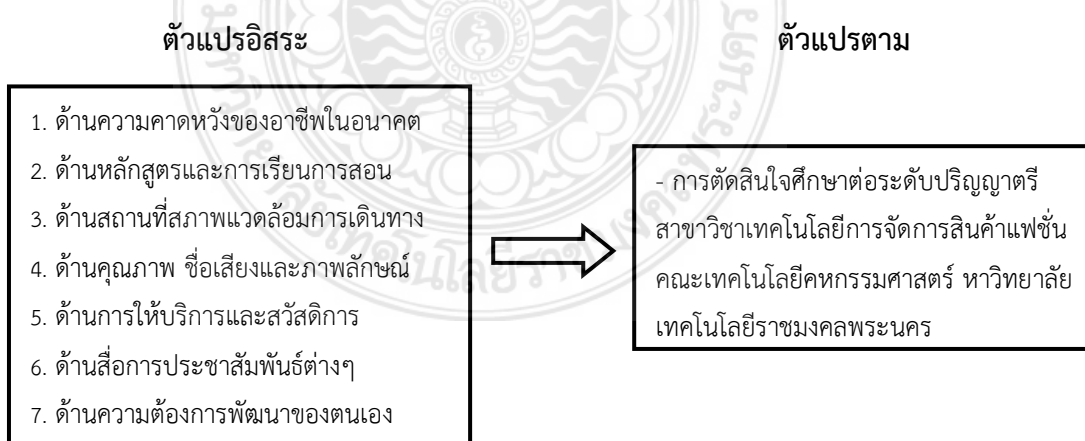 ตัวแปรอิสระ
ตัวแปรตาม
1. ด้านความคาดหวังของอาชีพในอนาคต
2. ด้านหลักสูตรและการเรียนการสอน
3. ด้านสถานที่สภาพแวดล้อมการเดินทาง
4. ด้านคุณภาพ ชื่อเสียงและภาพลักษณ์
5. ด้านการให้บริการและสวัสดิการ
6. ด้านสื่อการประชาสัมพันธ์ต่างๆ
7. ด้านความต้องการพัฒนาของตนเอง
- การตัดสินใจศึกษาต่อระดับปริญญาตรี
สาขาวิชาเทคโนโลยีการจัดการสินค้าแฟชั่น
คณะเทคโนโลยีคหกรรมศาสตร์ หาวิทยาลัย
เทคโนโลยีราชมงคลพระนคร